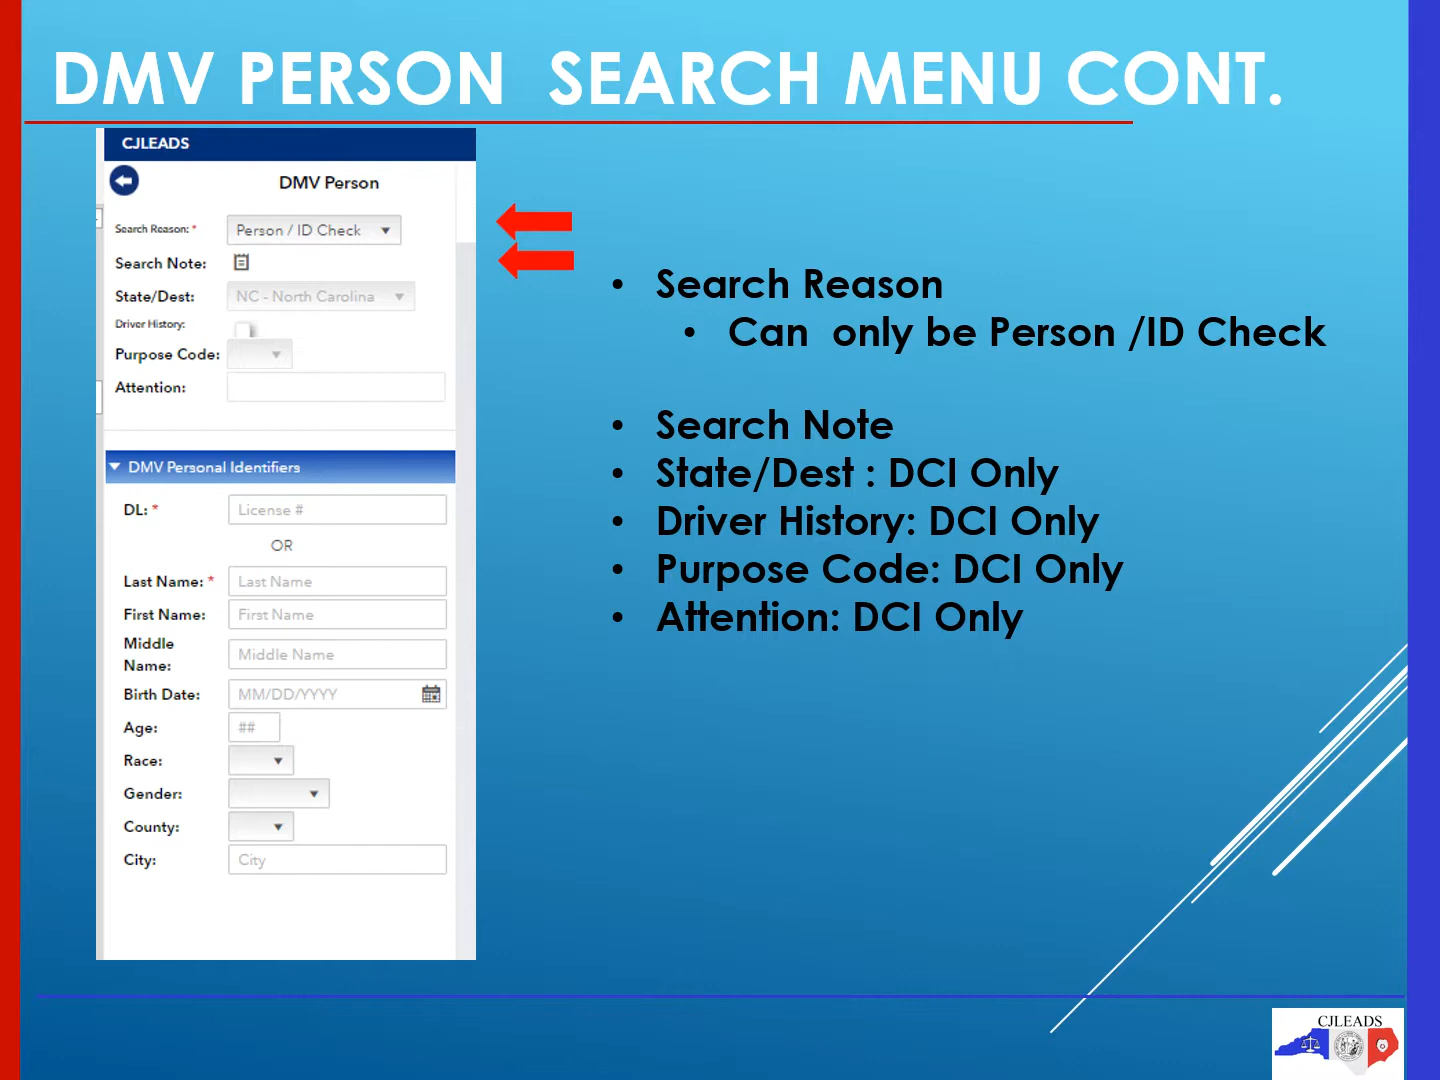 DMV PERSON SEARCH MENU CONT.
CJLEADS
DMV Person
Search Reason: * Person / ID Check
Search Note:
State/Dest: NC - North Carolina
Driver History:
Purpose Code:
Attention:
DMV Personal Identifiers
DL: * License #
OR
Last Name: * Last Name
First Name: First Name
Middle Name: Middle Name
Birth Date: MM/DD/YYYY
Age: ##
Race:
Gender:
County:
City: City
• Search Reason
• Can only be Person /ID Check
• Search Note
• State/Dest : DCI Only
• Driver History: DCI Only
• Purpose Code: DCI Only
• Attention: DCI Only
CJLEADS